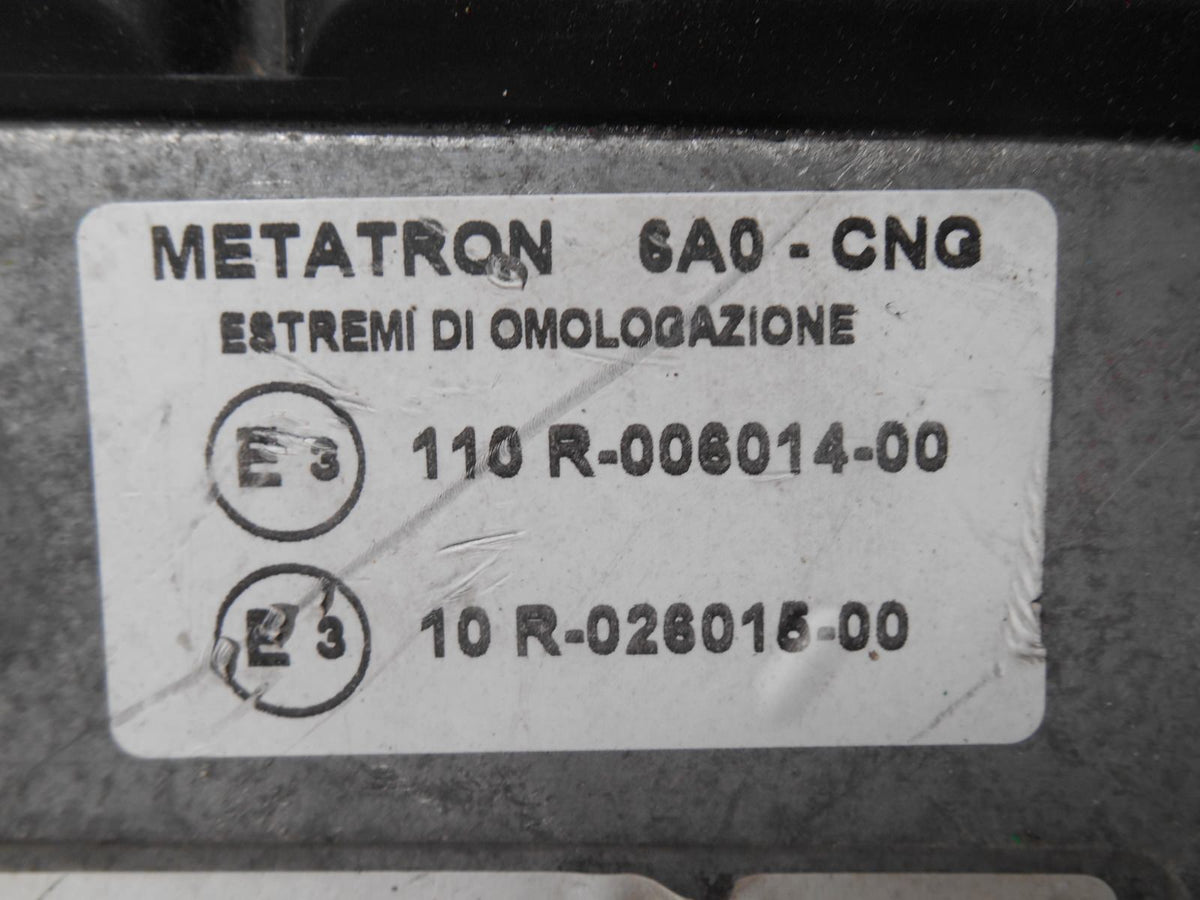 METATRON 6A0 - CNG
ESTREMI DI OMOLOGAZIONE
E 3 110 R-006014-00
E 3 10 R-026015-00